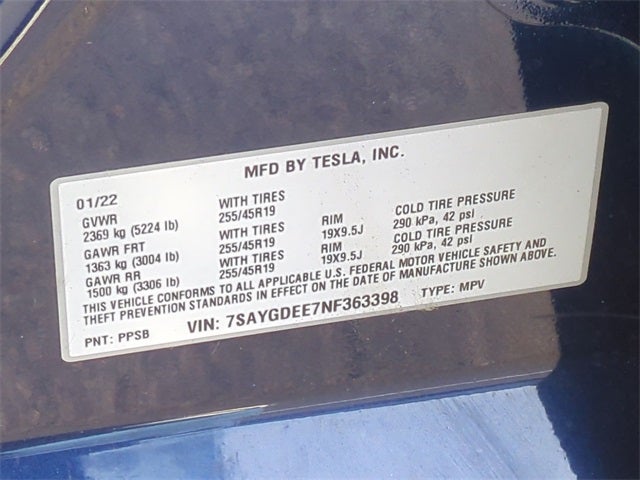 MFD BY TESLA, INC.
01/22
GVWR WITH TIRES RIM COLD TIRE PRESSURE
2369 kg (5224 lb) 255/45R19 19X9.5J 290 kPa, 42 psi
GAWR FRT WITH TIRES RIM COLD TIRE PRESSURE
1363 kg (3004 lb) 255/45R19 19X9.5J 290 kPa, 42 psi
GAWR RR WITH TIRES
1500 kg (3306 lb) 255/45R19
THIS VEHICLE CONFORMS TO ALL APPLICABLE U.S. FEDERAL MOTOR VEHICLE SAFETY AND
THEFT PREVENTION STANDARDS IN EFFECT ON THE DATE OF MANUFACTURE SHOWN ABOVE.
PNT: PPSB VIN: 7SAYGDEE7NF363398 TYPE: MPV